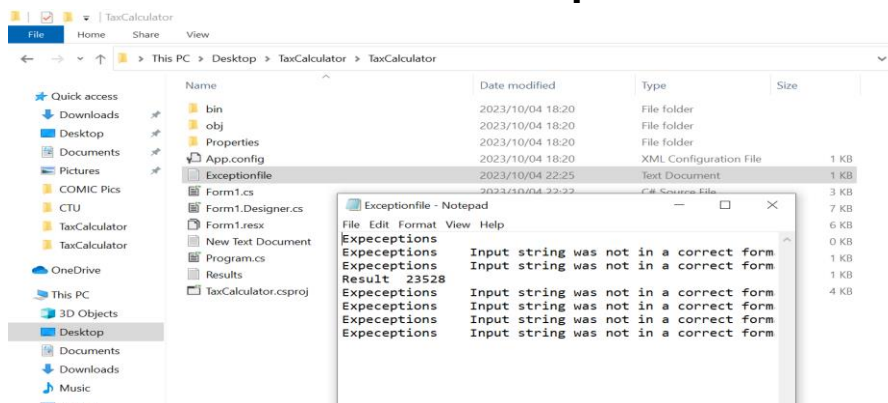 TaxCalculator
File Home Share View
This PC > Desktop > TaxCalculator > TaxCalculator
Name Date modified Type Size
Quick access
Downloads
Desktop
Documents
Pictures
COMIC Pics
CTU
TaxCalculator
TaxCalculator
OneDrive
This PC
3D Objects
Desktop
Documents
Downloads
Music
bin 2023/10/04 18:20 File folder
obj 2023/10/04 18:20 File folder
Properties 2023/10/04 18:20 File folder
App.config 2023/10/04 18:20 XML Configuration File 1 KB
Exceptionfile 2023/10/04 22:25 Text Document 1 KB
Form1.cs 2023/10/04 22:22 C# Source File 3 KB
Form1.Designer.cs 7 KB
Form1.resx 6 KB
New Text Document 0 KB
Program.cs 1 KB
Results 1 KB
TaxCalculator.csproj 4 KB
Exceptionfile - Notepad
File Edit Format View Help
Expeceptions
Expeceptions Input string was not in a correct form
Expeceptions Input string was not in a correct form
Result 23528
Expeceptions Input string was not in a correct form
Expeceptions Input string was not in a correct form
Expeceptions Input string was not in a correct form
Expeceptions Input string was not in a correct form